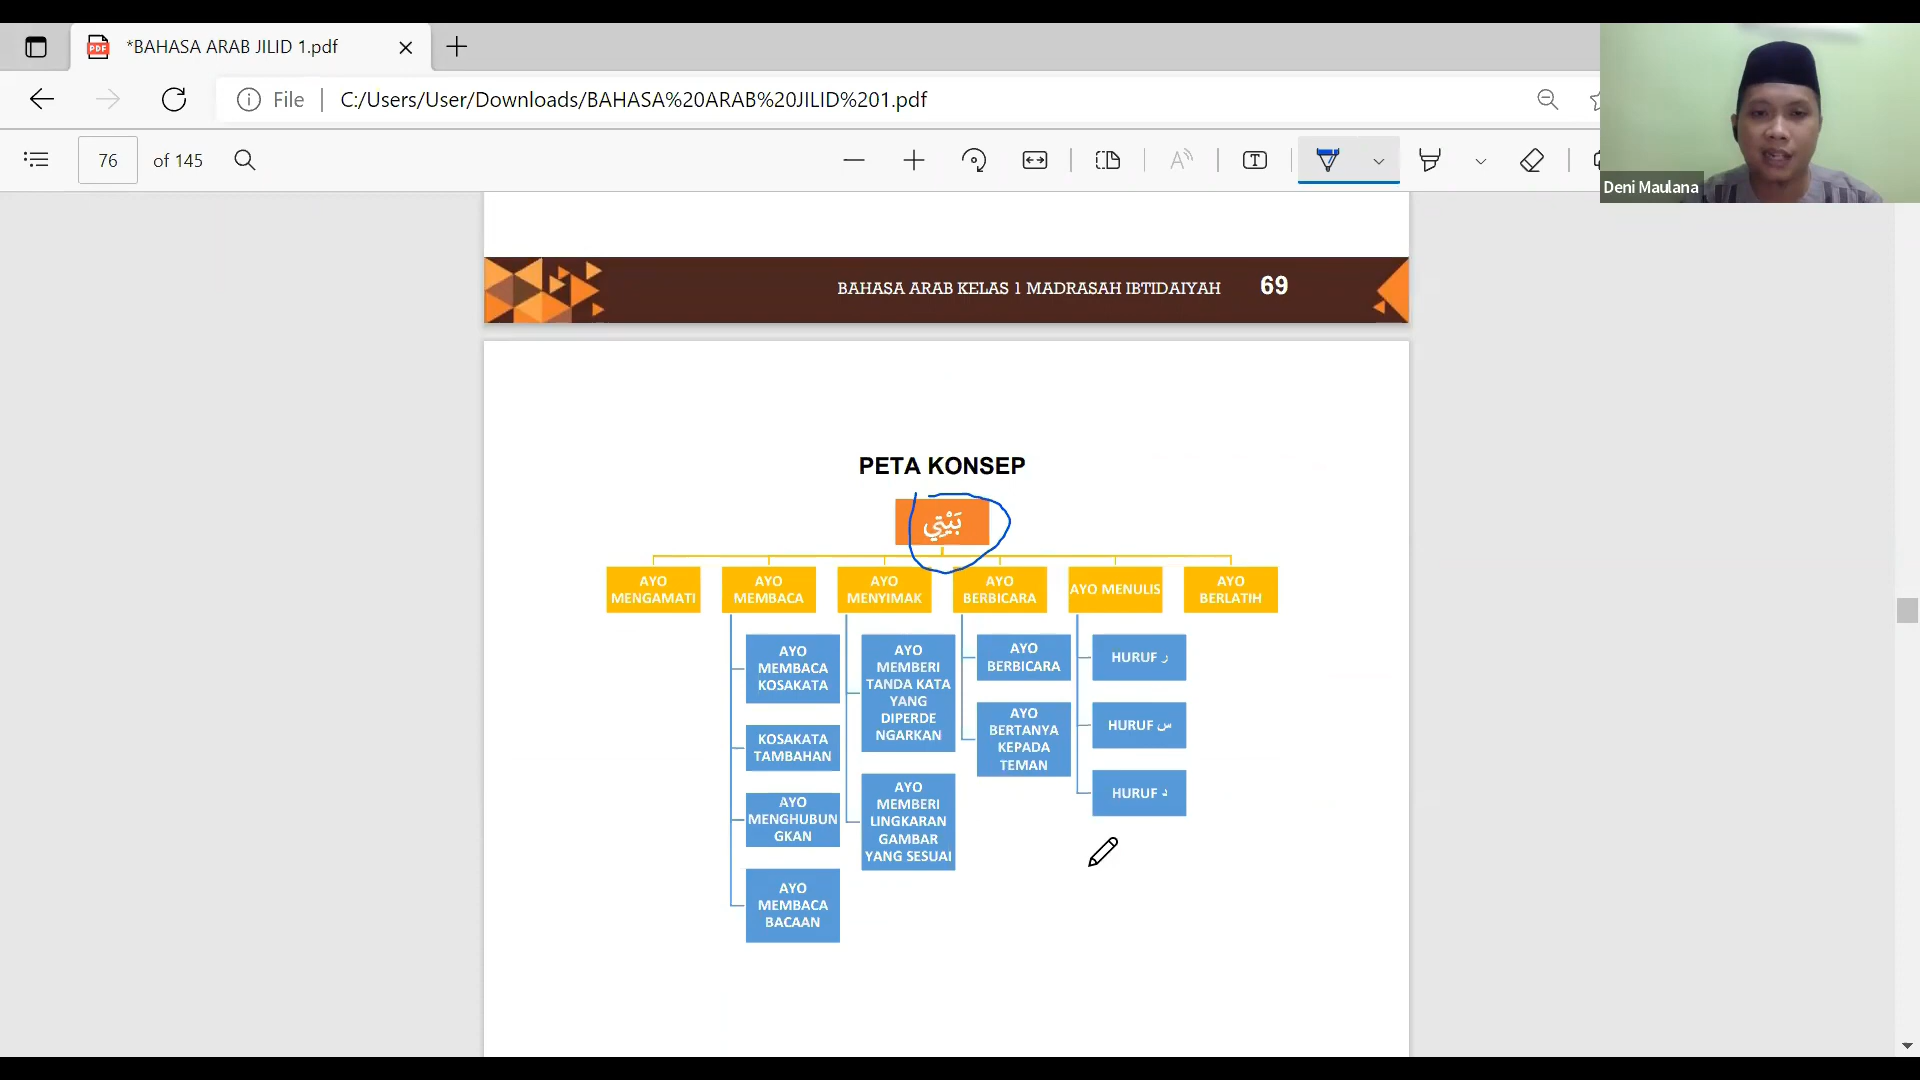 *BAHASA ARAB JILID 1.pdf
File
C:/Users/User/Downloads/BAHASA%20ARAB%20JILID%201.pdf
76 of 145
Deni Maulana
BAHASA ARAB KELAS 1 MADRASAH IBTIDAIYAH 69
PETA KONSEP
بَيْتِي
AYO
MENGAMATI
AYO
MEMBACA
AYO
MEMBACA
KOSAKATA
KOSAKATA
TAMBAHAN
AYO
MENGHUBUN
GKAN
AYO
MEMBACA
BACAAN
AYO
MENYIMAK
AYO
MEMBERI
TANDA KATA
YANG
DIPERDE
NGARKAN
AYO
MEMBERI
LINGKARAN
GAMBAR
YANG SESUAI
AYO
BERBICARA
AYO
BERBICARA
AYO
BERTANYA
KEPADA
TEMAN
AYO MENULIS
HURUF ر
HURUF س
HURUF د
AYO
BERLATIH